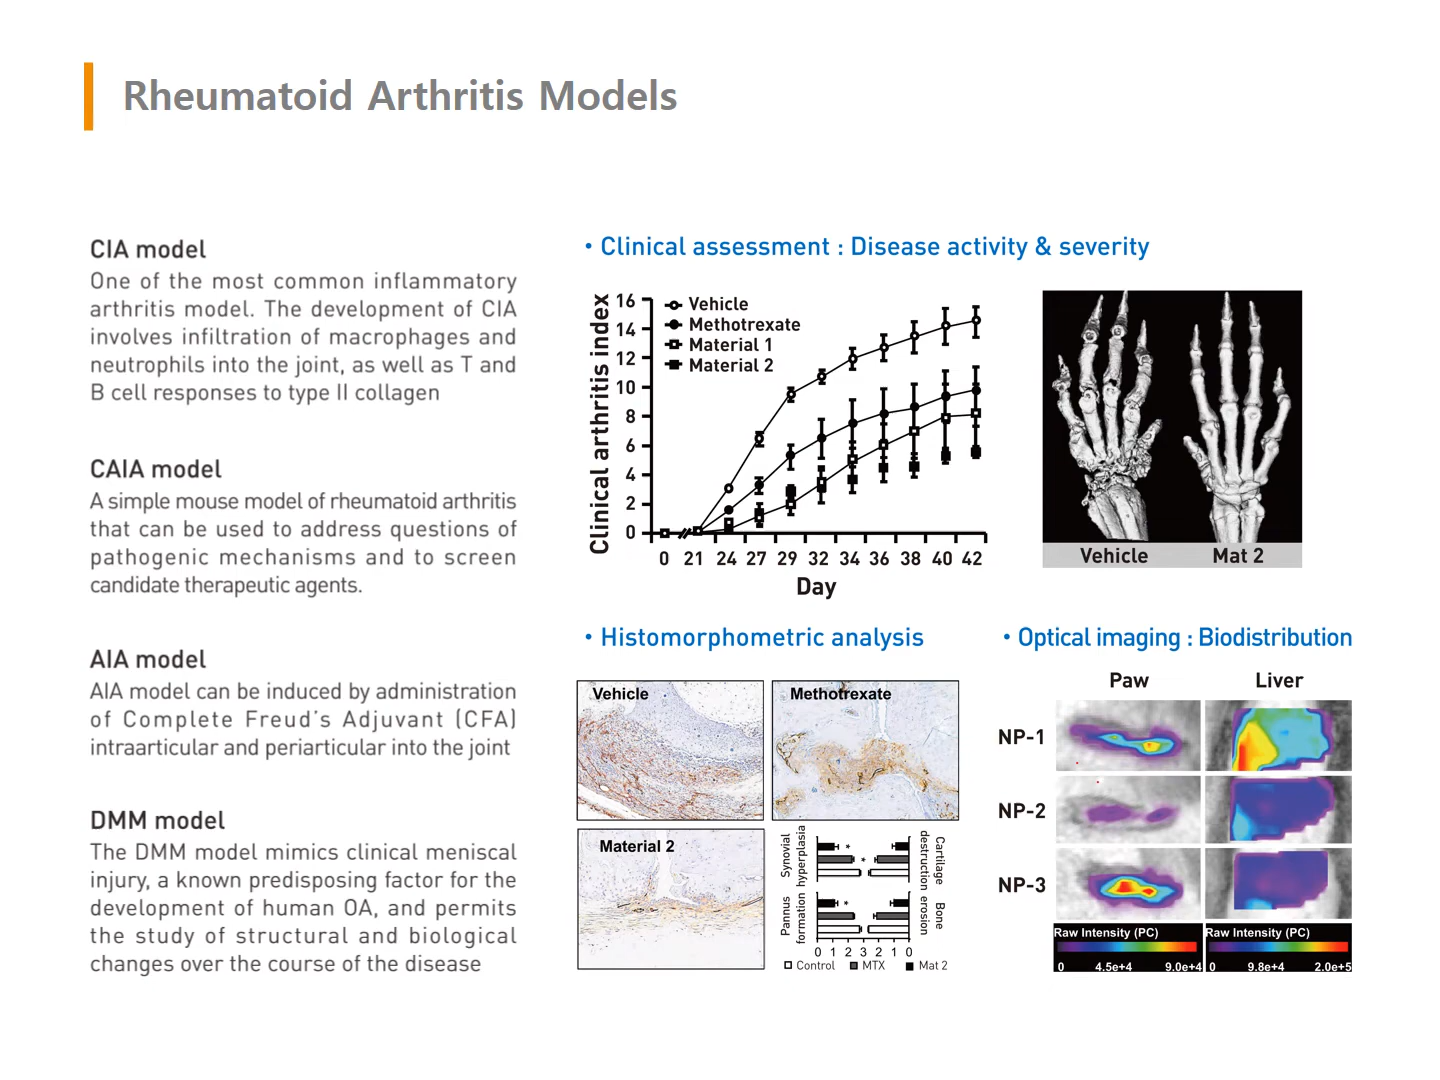 Rheumatoid Arthritis Models
CIA model
One of the most common inflammatory
arthritis model. The development of CIA
involves infiltration of macrophages and
neutrophils into the joint, as well as T and
B cell responses to type II collagen
CAIA model
A simple mouse model of rheumatoid arthritis
that can be used to address questions of
pathogenic mechanisms and to screen
candidate therapeutic agents.
AIA model
AIA model can be induced by administration
of Complete Freud's Adjuvant (CFA)
intraarticular and periarticular into the joint
DMM model
The DMM model mimics clinical meniscal
injury, a known predisposing factor for the
development of human OA, and permits
the study of structural and biological
changes over the course of the disease
• Clinical assessment : Disease activity & severity
Clinical arthritis index
16
14
12
10
8
6
4
2
0
Vehicle
Methotrexate
Material 1
Material 2
0 21 24 27 29 32 34 36 38 40 42
Day
Vehicle Mat 2
• Histomorphometric analysis
Vehicle
Methotrexate
Material 2
Synovial
hyperplasia
Cartilage
destruction
Pannus
formation
Bone
erosion
* *
*
0 1 2 3 2 1 0
Control MTX Mat 2
• Optical imaging : Biodistribution
Paw Liver
NP-1
NP-2
NP-3
Raw Intensity (PC) Raw Intensity (PC)
0 4.5e+4 9.0e+4 0 9.8e+4 2.0e+5